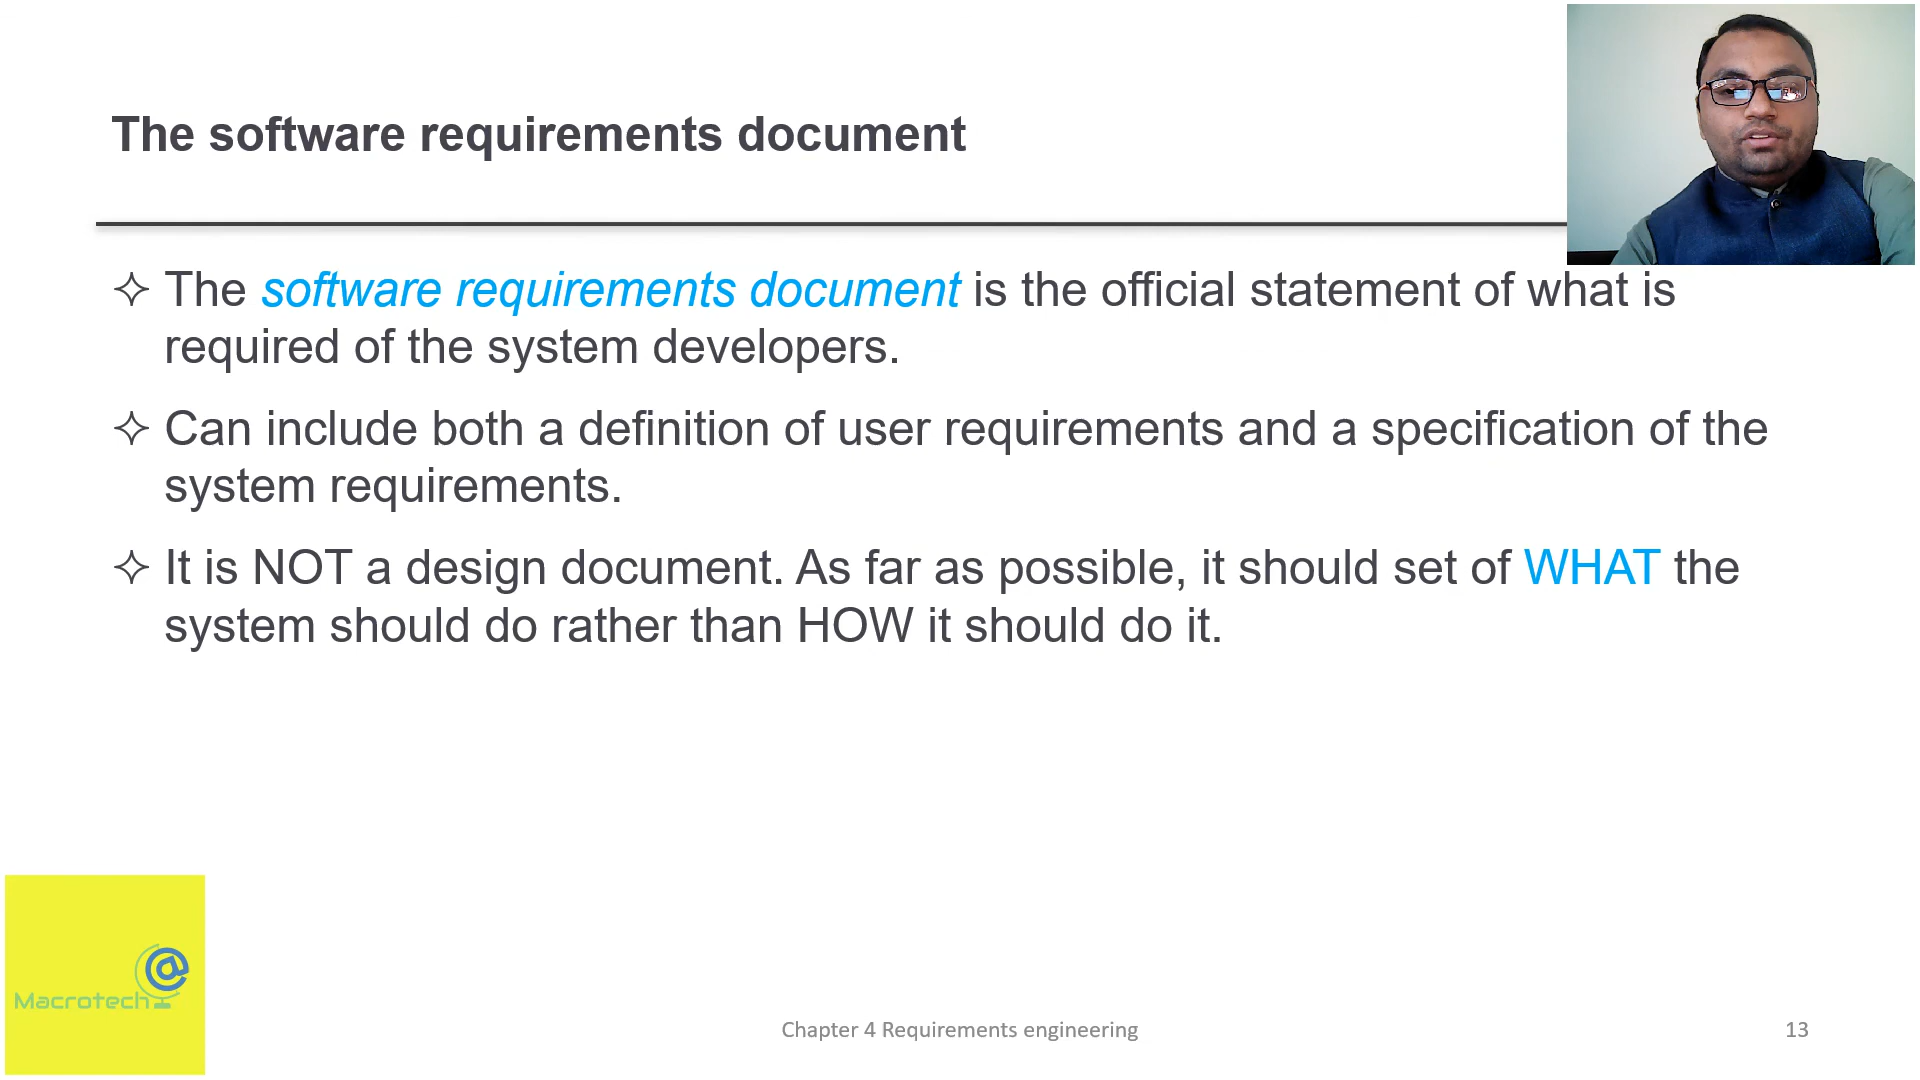 The software requirements document
The software requirements document is the official statement of what is
required of the system developers.
Can include both a definition of user requirements and a specification of the
system requirements.
It is NOT a design document. As far as possible, it should set of WHAT the
system should do rather than HOW it should do it.
@
Macrotech
Chapter 4 Requirements engineering
13